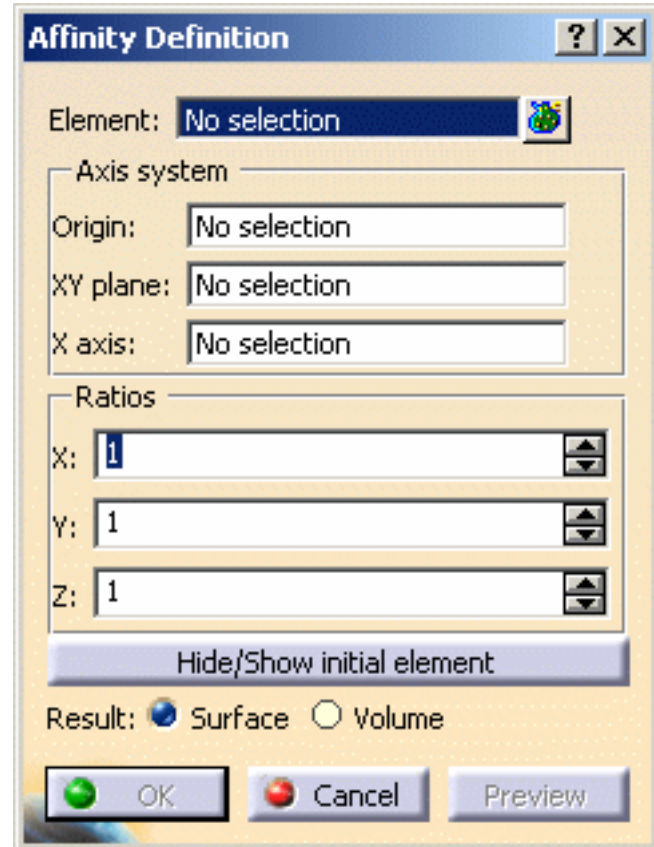 Affinity Definition ? X
Element: No selection
Axis system
Origin: No selection
XY plane: No selection
X axis: No selection
Ratios
X: 1
Y: 1
Z: 1
Hide/Show initial element
Result: Surface Volume
OK Cancel Preview